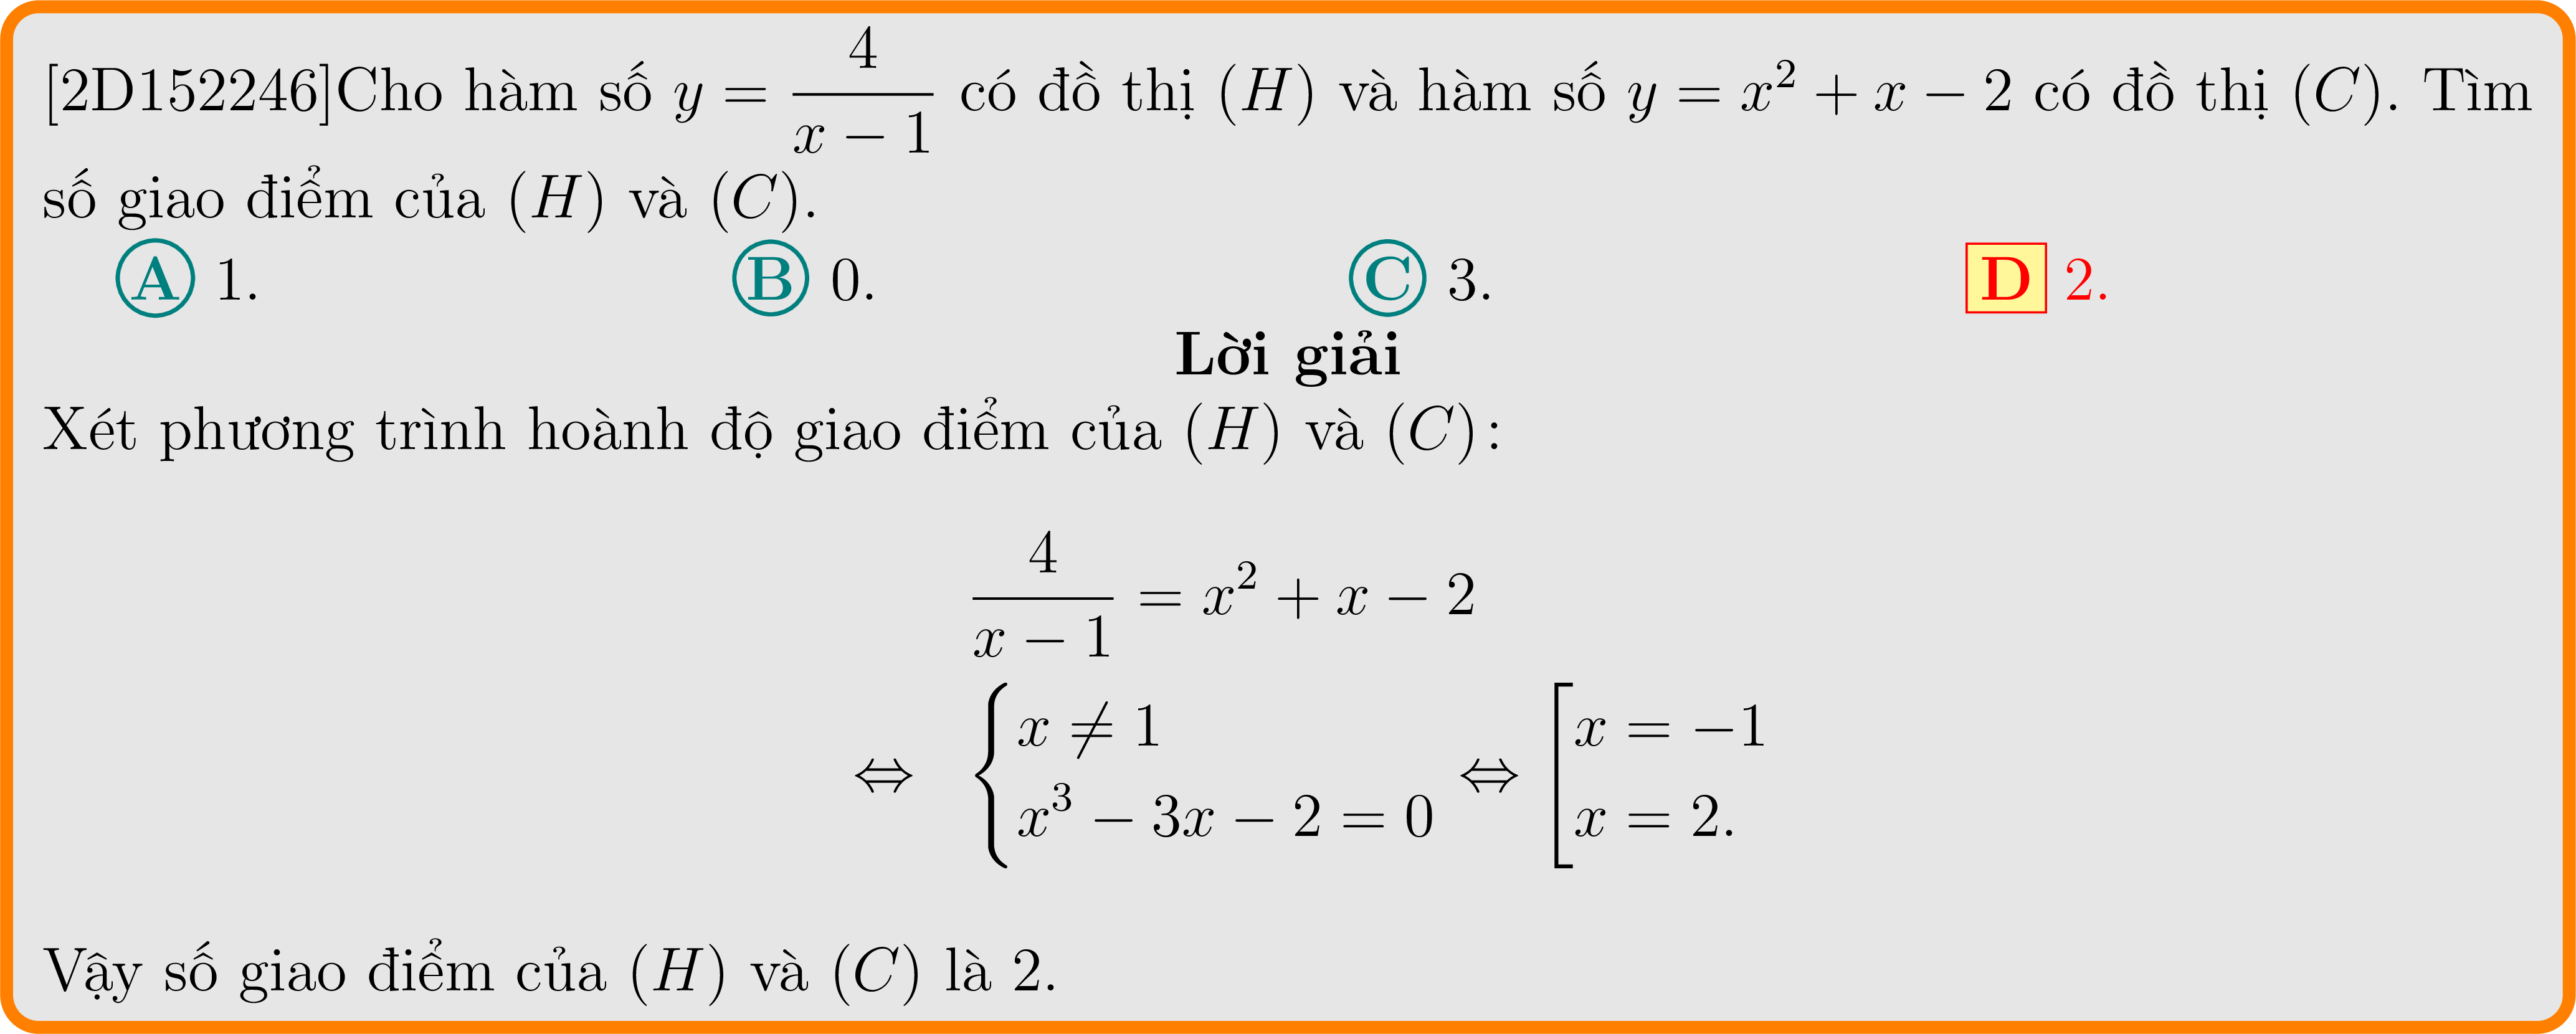 [2D152246]Cho hàm số $y = \dfrac{4}{x-1}$ có đồ thị $(H)$ và hàm số $y = x^2 + x - 2$ có đồ thị $(C)$. Tìm
số giao điểm của $(H)$ và $(C)$.
A 1. B 0. C 3. D 2.
Lời giải
Xét phương trình hoành độ giao điểm của $(H)$ và $(C)$:
$\dfrac{4}{x-1} = x^2 + x - 2$
$\Leftrightarrow \begin{cases} x \neq 1 \\ x^3 - 3x - 2 = 0 \end{cases} \Leftrightarrow \left[\begin{array}{l} x = -1 \\ x = 2. \end{array}\right.$
Vậy số giao điểm của $(H)$ và $(C)$ là 2.